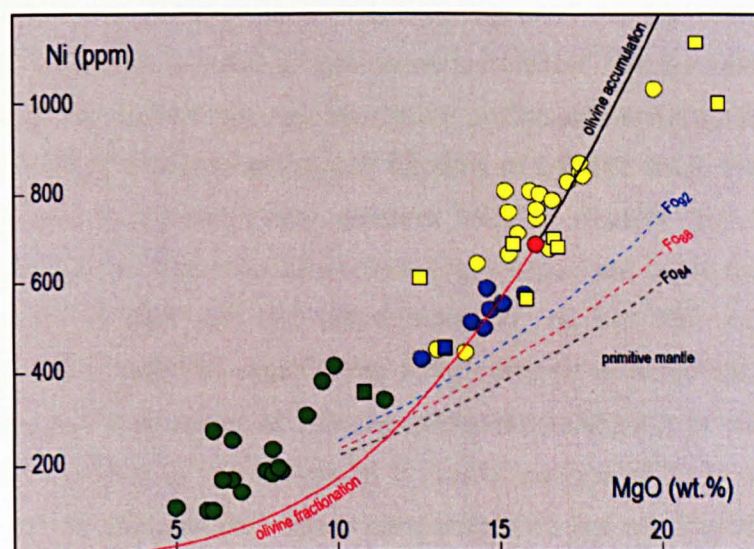 Ni (ppm)
1000
800
600
400
200
olivine accumulation
Fo92
Fo88
Fo84
primitive mantle
MgO (wt.%)
olivine fractionation
5
10
15
20